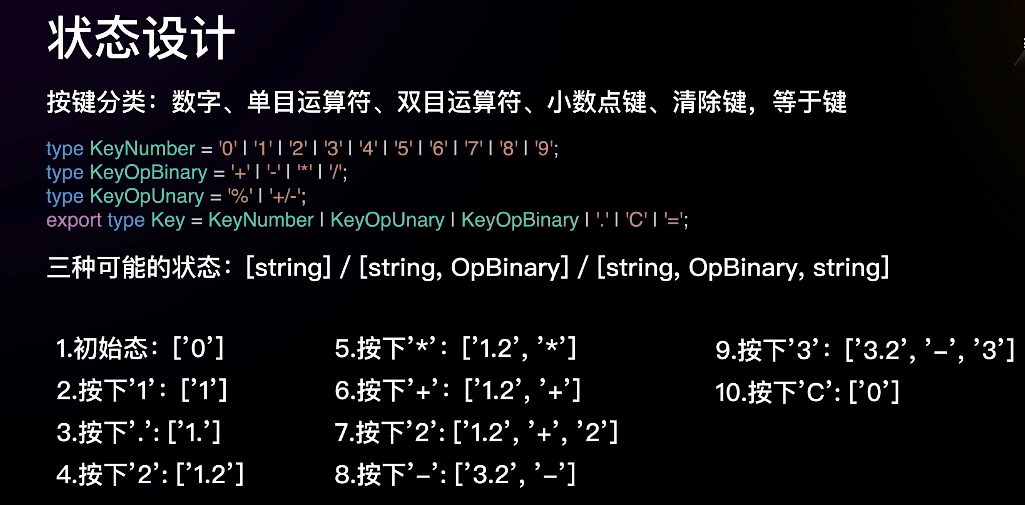 状态设计
按键分类：数字、单目运算符、双目运算符、小数点键、清除键，等于键
type KeyNumber = '0' | '1' | '2' | '3' | '4' | '5' | '6' | '7' | '8' | '9';
type KeyOpBinary = '+' | '-' | '*' | '/';
type KeyOpUnary = '%' | '+/-';
export type Key = KeyNumber | KeyOpUnary | KeyOpBinary | '.' | 'C' | '=';
三种可能的状态：[string] / [string, OpBinary] / [string, OpBinary, string]
1.初始态：['0']
2.按下'1'：['1']
3.按下'.': ['1.']
4.按下'2': ['1.2']
5.按下'*'：['1.2', '*']
6.按下'+'：['1.2', '+']
7.按下'2': ['1.2', '+', '2']
8.按下'−': ['3.2', '−']
9.按下'3'：['3.2', '−', '3']
10.按下'C': ['0']